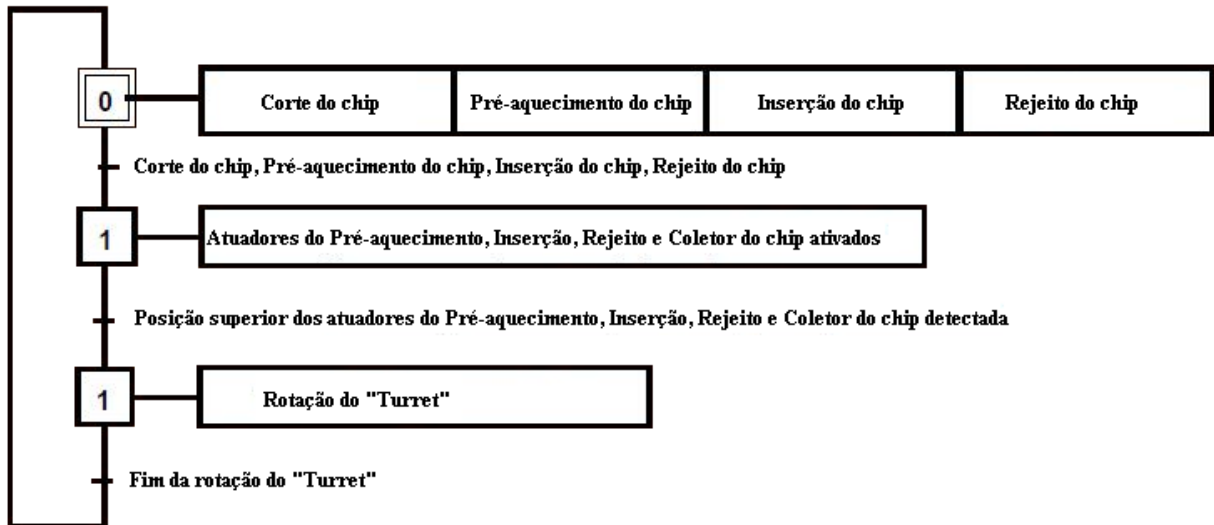 0
Corte do chip
Pré-aquecimento do chip
Inserção do chip
Rejeito do chip
Corte do chip, Pré-aquecimento do chip, Inserção do chip, Rejeito do chip
1
Atuadores do Pré-aquecimento, Inserção, Rejeito e Coletor do chip ativados
Posição superior dos atuadores do Pré-aquecimento, Inserção, Rejeito e Coletor do chip detectada
1
Rotação do "Turret"
Fim da rotação do "Turret"